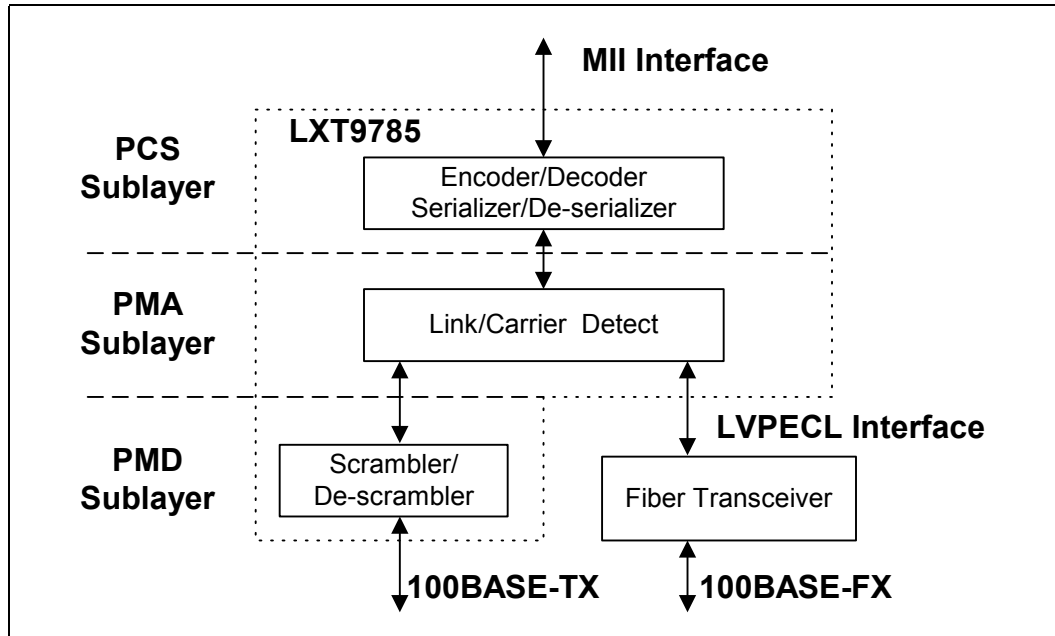 MII Interface
LXT9785
PCS
Sublayer
Encoder/Decoder
Serializer/De-serializer
PMA
Sublayer
Link/Carrier Detect
LVPECL Interface
PMD
Sublayer
Scrambler/
De-scrambler
Fiber Transceiver
100BASE-TX
100BASE-FX